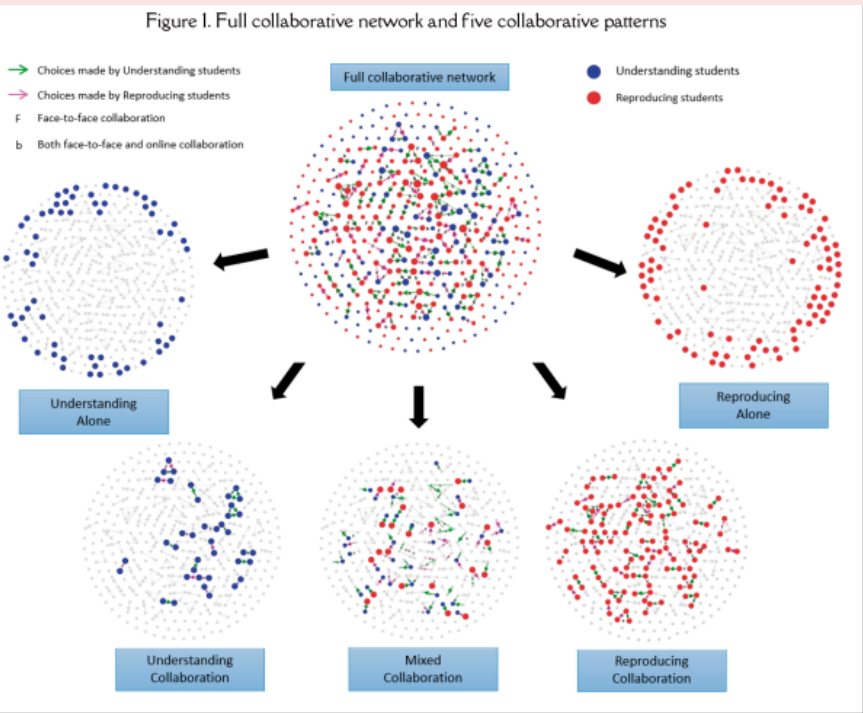 Figure 1. Full collaborative network and five collaborative patterns
Choices made by Understanding students
Choices made by Reproducing students
F Face-to-face collaboration
b Both face-to-face and online collaboration
Full collaborative network
Understanding students
Reproducing students
Understanding
Alone
Reproducing
Alone
Understanding
Collaboration
Mixed
Collaboration
Reproducing
Collaboration